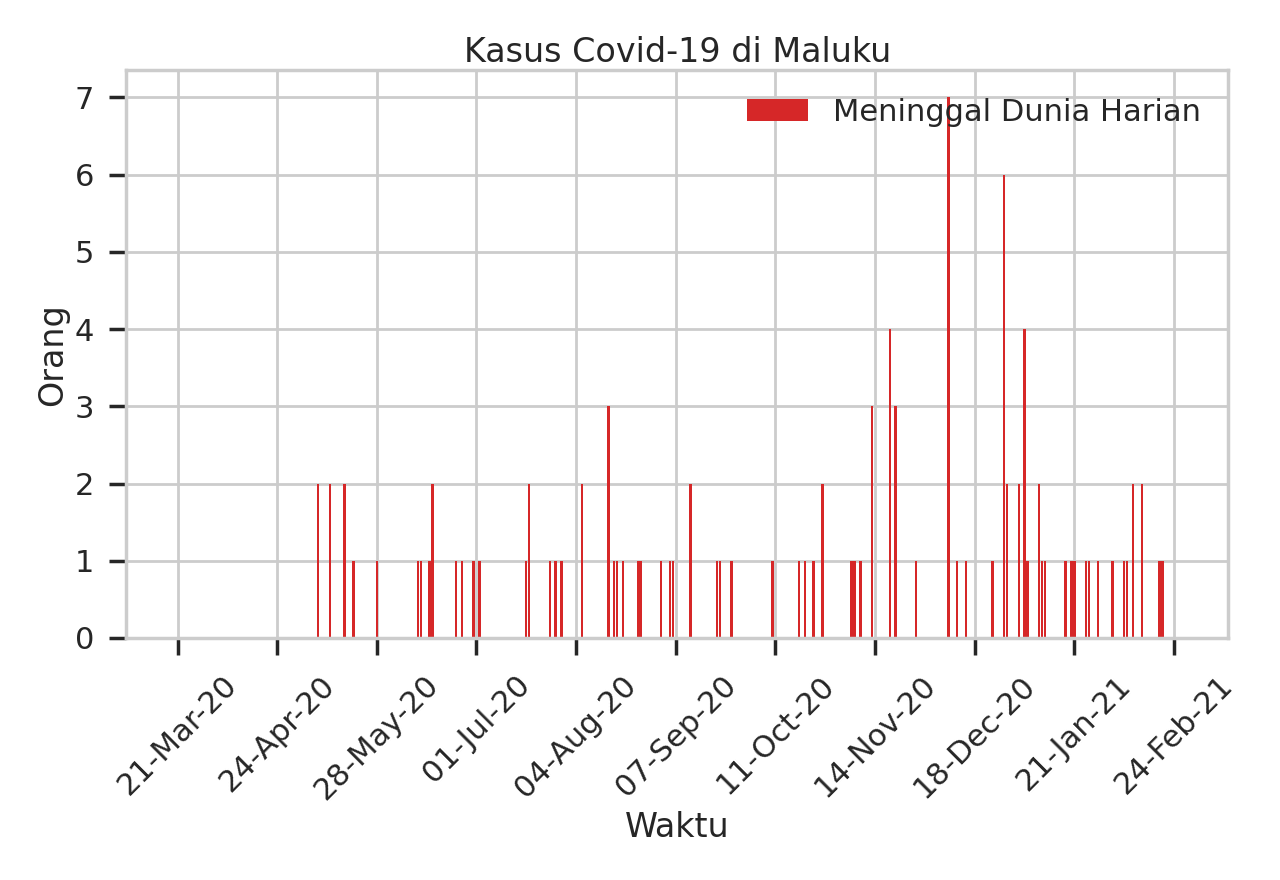 Kasus Covid-19 di Maluku
Meninggal Dunia Harian
Orang
7
6
5
4
3
2
1
0
21-Mar-20
24-Apr-20
28-May-20
01-Jul-20
04-Aug-20
07-Sep-20
11-Oct-20
14-Nov-20
18-Dec-20
21-Jan-21
24-Feb-21
Waktu